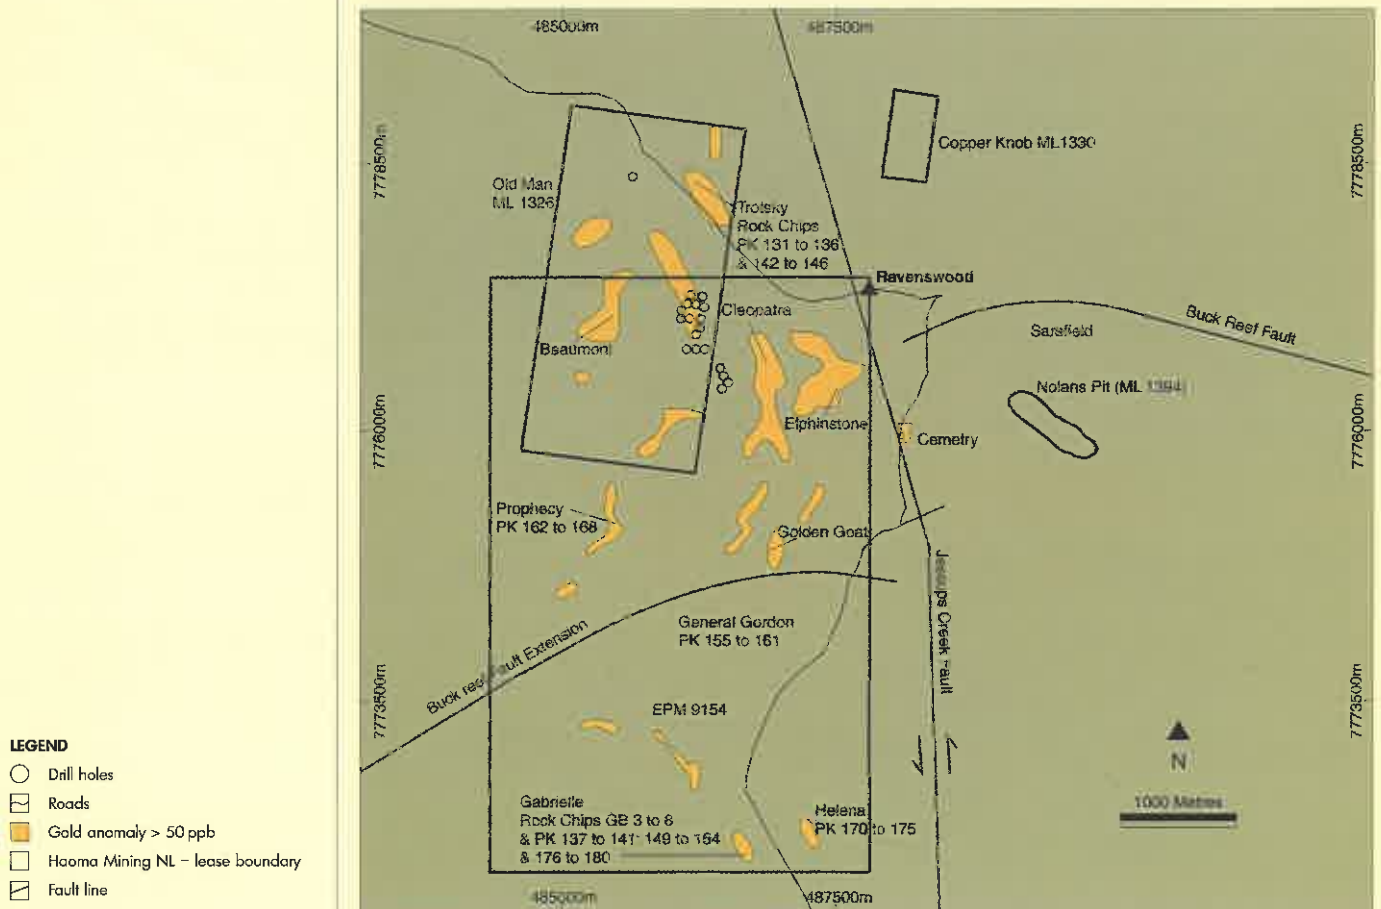 485000m
487500m
7778500m
7778500m
Copper Knob ML1330
Old Man
ML 1326
Trotsky
Rock Chips
PK 131 to 136
& 142 to 146
Ravenswood
Cleopatra
Buck Reef Fault
Sarsfield
Beaumont
Nolans Pit (ML
7776000m
7776000m
Elphinstone
Cemetry
Prophecy
PK 162 to 168
Golden Goat
Jessups Creek Fault
General Gordon
PK 155 to 161
Buck reef Fault Extension
7773500m
7773500m
EPM 9154
N
1000 Metres
Gabrielle
Rock Chips GB 3 to 8
& PK 137 to 141: 149 to 154
& 176 to 180
Helena
PK 170 to 175
485000m
487500m
LEGEND
Drill holes
Roads
Gold anomaly > 50 ppb
Haoma Mining NL – lease boundary
Fault line